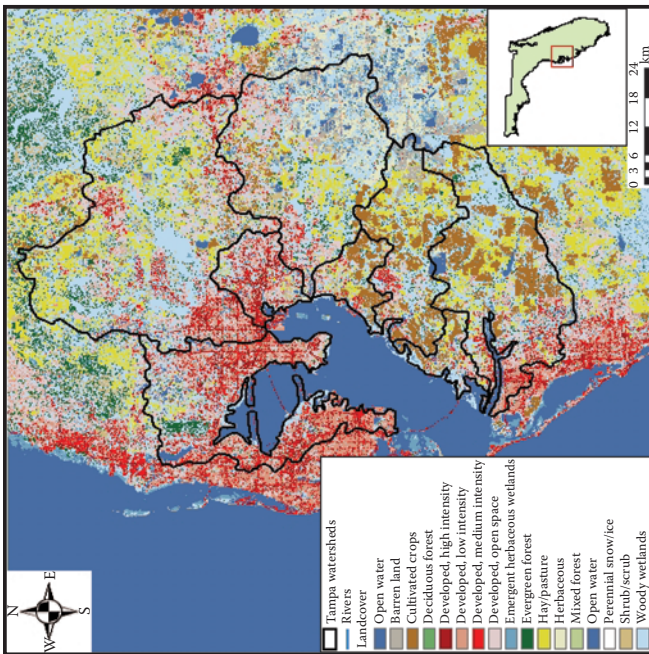 N
W
E
S
0 3 6 12 18 24
km
Tampa watersheds
Rivers
Landcover
Open water
Barren land
Cultivated crops
Deciduous forest
Developed, high intensity
Developed, low intensity
Developed, medium intensity
Developed, open space
Emergent herbaceous wetlands
Evergreen forest
Hay/pasture
Herbaceous
Mixed forest
Open water
Perennial snow/ice
Shrub/scrub
Woody wetlands